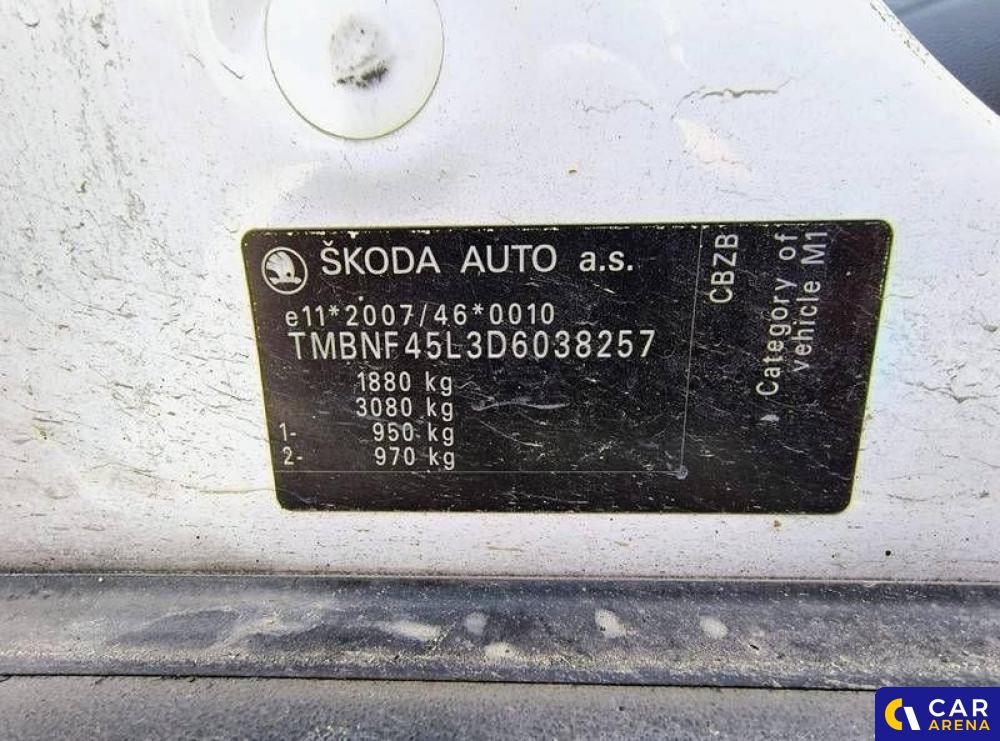 ŠKODA AUTO a.s.
e11*2007/46*0010
TMBNF45L3D6038257
1880 kg
3080 kg
1- 950 kg
2- 970 kg
CBZB
Category of
vehicle M1
CAR
ARENA